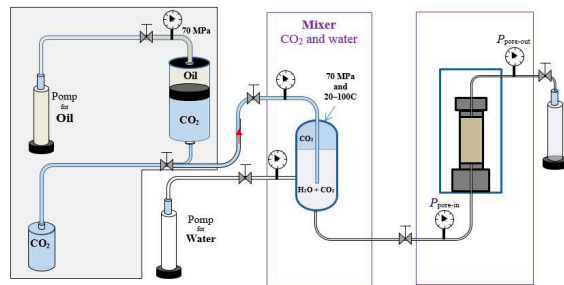 70 MPa
Oil
CO₂
Pomp
for
Oil
CO₂
Pomp
for
Water
Mixer
CO₂ and water
70 MPa
and
20–100C
CO₂
H₂O + CO₂
Ppore-out
Ppore-in